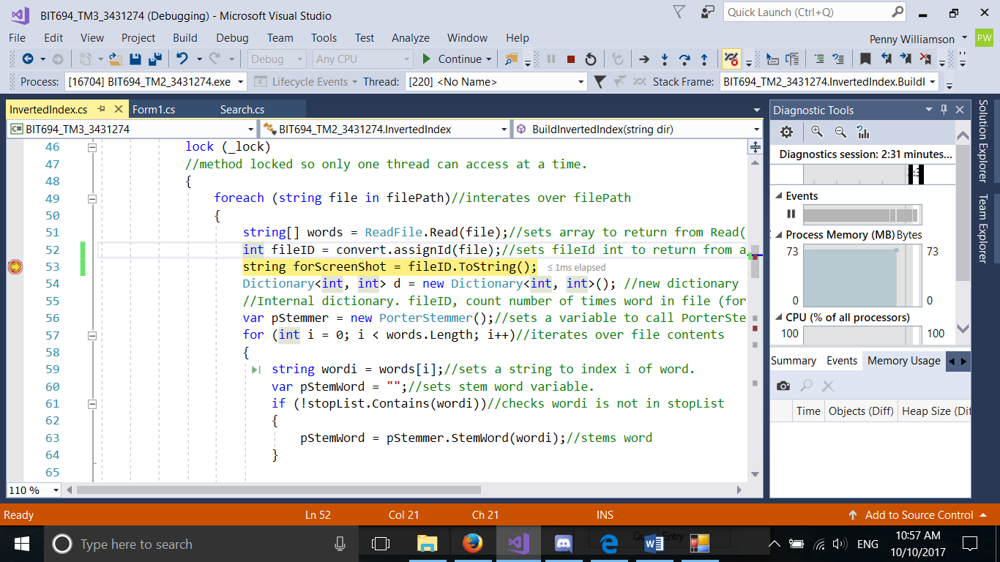 BIT694_TM3_3431274 (Debugging) - Microsoft Visual Studio
Quick Launch (Ctrl+Q)
File Edit View Project Build Debug Team Tools Test Analyze Window Help
Penny Williamson PW
Debug Any CPU Continue
Process: [16704] BIT694_TM2_3431274.exe Lifecycle Events Thread: [220] <No Name> Stack Frame: BIT694_TM2_3431274.InvertedIndex.BuildI
InvertedIndex.cs Form1.cs Search.cs
BIT694_TM3_3431274 BIT694_TM2_3431274.InvertedIndex BuildInvertedIndex(string dir)
46 lock (_lock)
47 //method locked so only one thread can access at a time.
48 {
49 foreach (string file in filePath)//interates over filePath
50 {
51 string[] words = ReadFile.Read(file);//sets array to return from Read(
52 int fileID = convert.assignId(file);//sets fileId int to return from a
53 string forScreenShot = fileID.ToString(); ≤1ms elapsed
54 Dictionary<int, int> d = new Dictionary<int, int>(); //new dictionary
55 //Internal dictionary. fileID, count number of times word in file (for
56 var pStemmer = new PorterStemmer();//sets a variable to call PorterSte
57 for (int i = 0; i < words.Length; i++)//iterates over file contents
58 {
59 string wordi = words[i];//sets a string to index i of word.
60 var pStemWord = "";//sets stem word variable.
61 if (!stopList.Contains(wordi))//checks wordi is not in stopList
62 {
63 pStemWord = pStemmer.StemWord(wordi);//stems word
64 }
65
110 %
Diagnostic Tools
Diagnostics session: 2:31 minutes...
Events
Process Memory (MB) Bytes
73 73
0 0
CPU (% of all processors)
100 100
Summary Events Memory Usage
Time Objects (Diff) Heap Size (Dif
Solution Explorer
Team Explorer
Ready Ln 52 Col 21 Ch 21 INS Add to Source Control
Type here to search
ENG
10:57 AM
10/10/2017